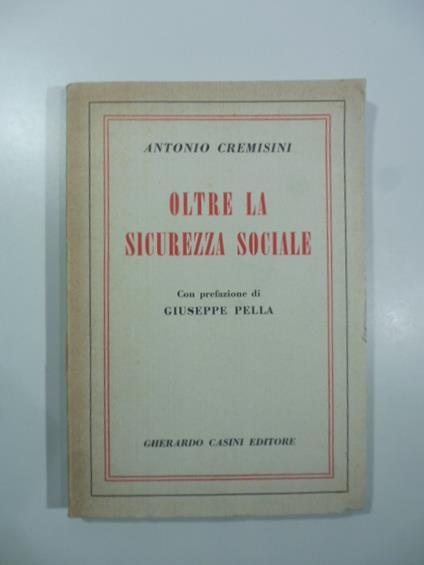 ANTONIO CREMISINI
OLTRE LA
SICUREZZA SOCIALE
Con prefazione di
GIUSEPPE PELLA
GHERARDO CASINI EDITORE